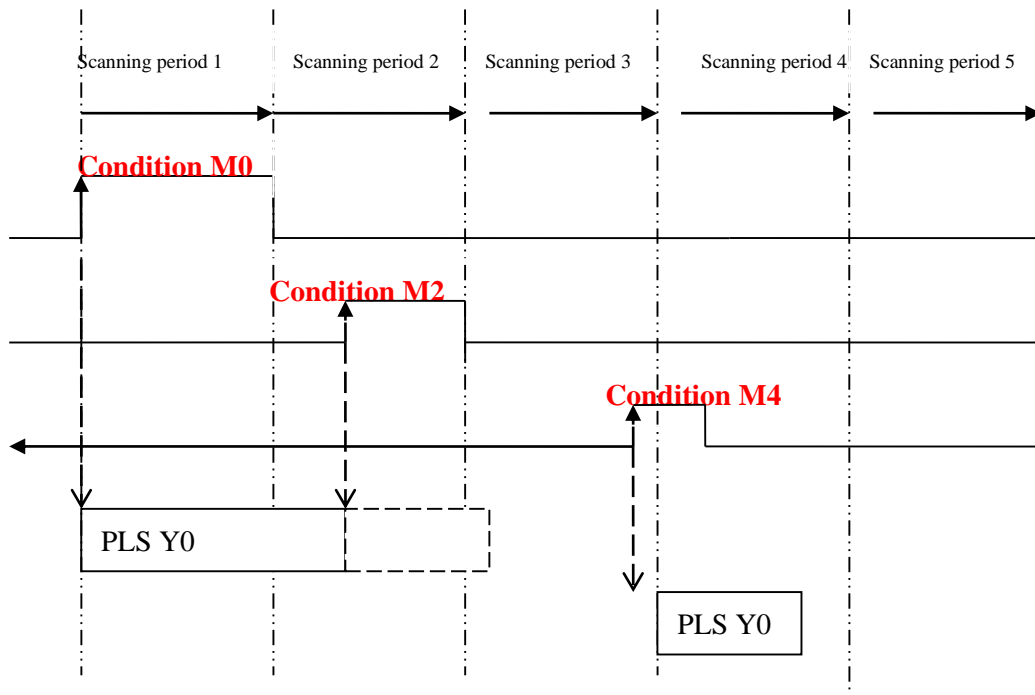 Scanning period 1
Scanning period 2
Scanning period 3
Scanning period 4
Scanning period 5
Condition M0
Condition M2
Condition M4
PLS Y0
PLS Y0